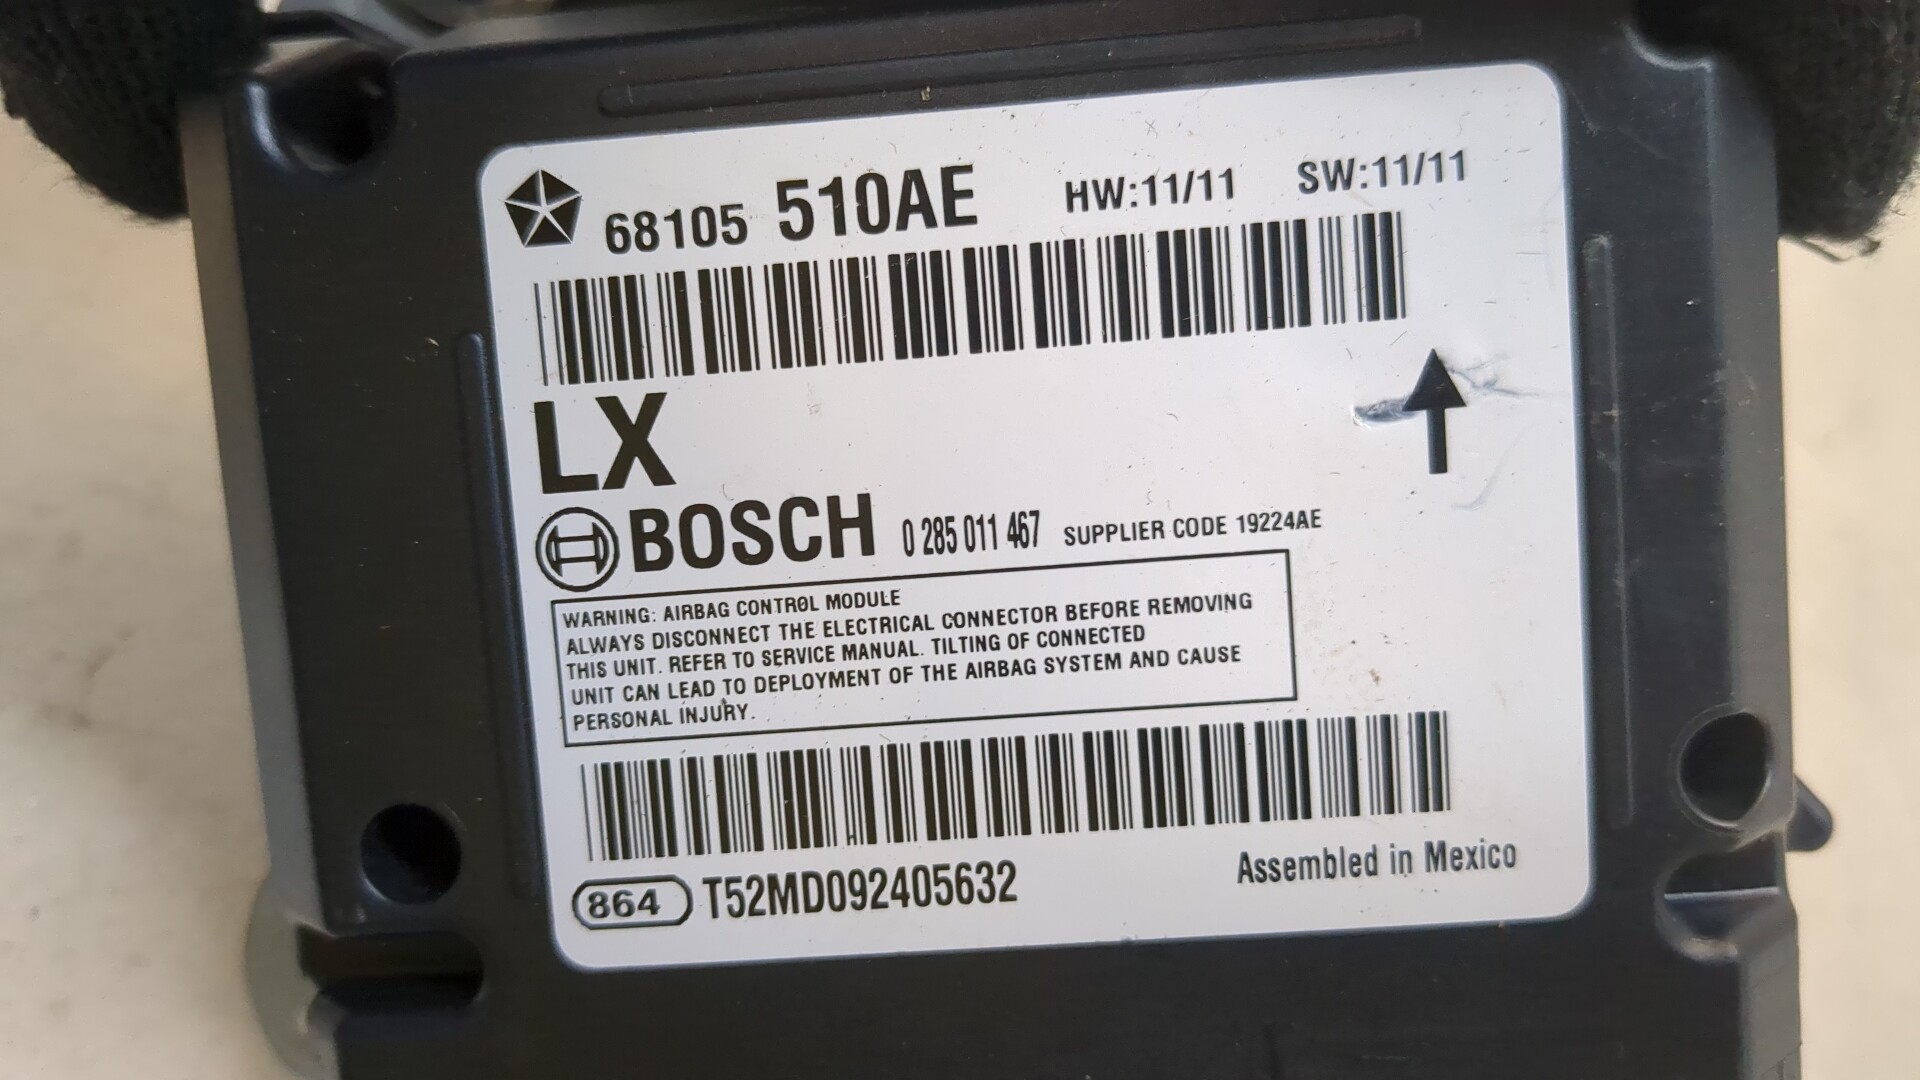 68105 510AE HW:11/11 SW:11/11
LX
BOSCH 0 285 011 467 SUPPLIER CODE 19224AE
WARNING: AIRBAG CONTROL MODULE
ALWAYS DISCONNECT THE ELECTRICAL CONNECTOR BEFORE REMOVING
THIS UNIT. REFER TO SERVICE MANUAL. TILTING OF CONNECTED
UNIT CAN LEAD TO DEPLOYMENT OF THE AIRBAG SYSTEM AND CAUSE
PERSONAL INJURY.
864 T52MD092405632 Assembled in Mexico